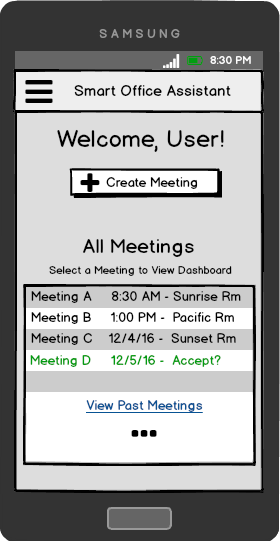 SAMSUNG
8:30 PM
Smart Office Assistant
Welcome, User!
Create Meeting
All Meetings
Select a Meeting to View Dashboard
Meeting A 8:30 AM - Sunrise Rm
Meeting B 1:00 PM - Pacific Rm
Meeting C 12/4/16 - Sunset Rm
Meeting D 12/5/16 - Accept?
View Past Meetings